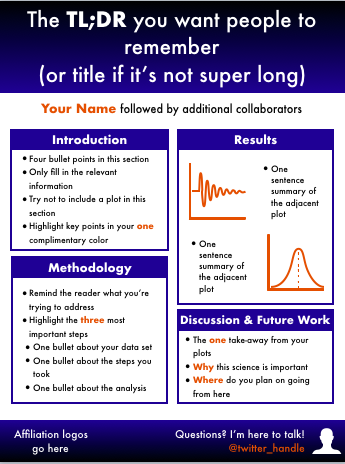 The TL;DR you want people to
remember
(or title if it's not super long)
Your Name followed by additional collaborators
Introduction
• Four bullet points in this section
• Only fill in the relevant
information
• Try not to include a plot in this
section
• Highlight key points in your one
complimentary color
Methodology
• Remind the reader what you're
trying to address
• Highlight the three most
important steps
• One bullet about your data set
• One bullet about the steps you
took
• One bullet about the analysis
Results
• One
sentence
summary of
the adjacent
plot
• One
sentence
summary of
the adjacent
plot
Discussion & Future Work
• The one take-away from your
plots
• Why this science is important
• Where do you plan on going
from here
Affiliation logos
go here
Questions? I'm here to talk!
@twitter_handle